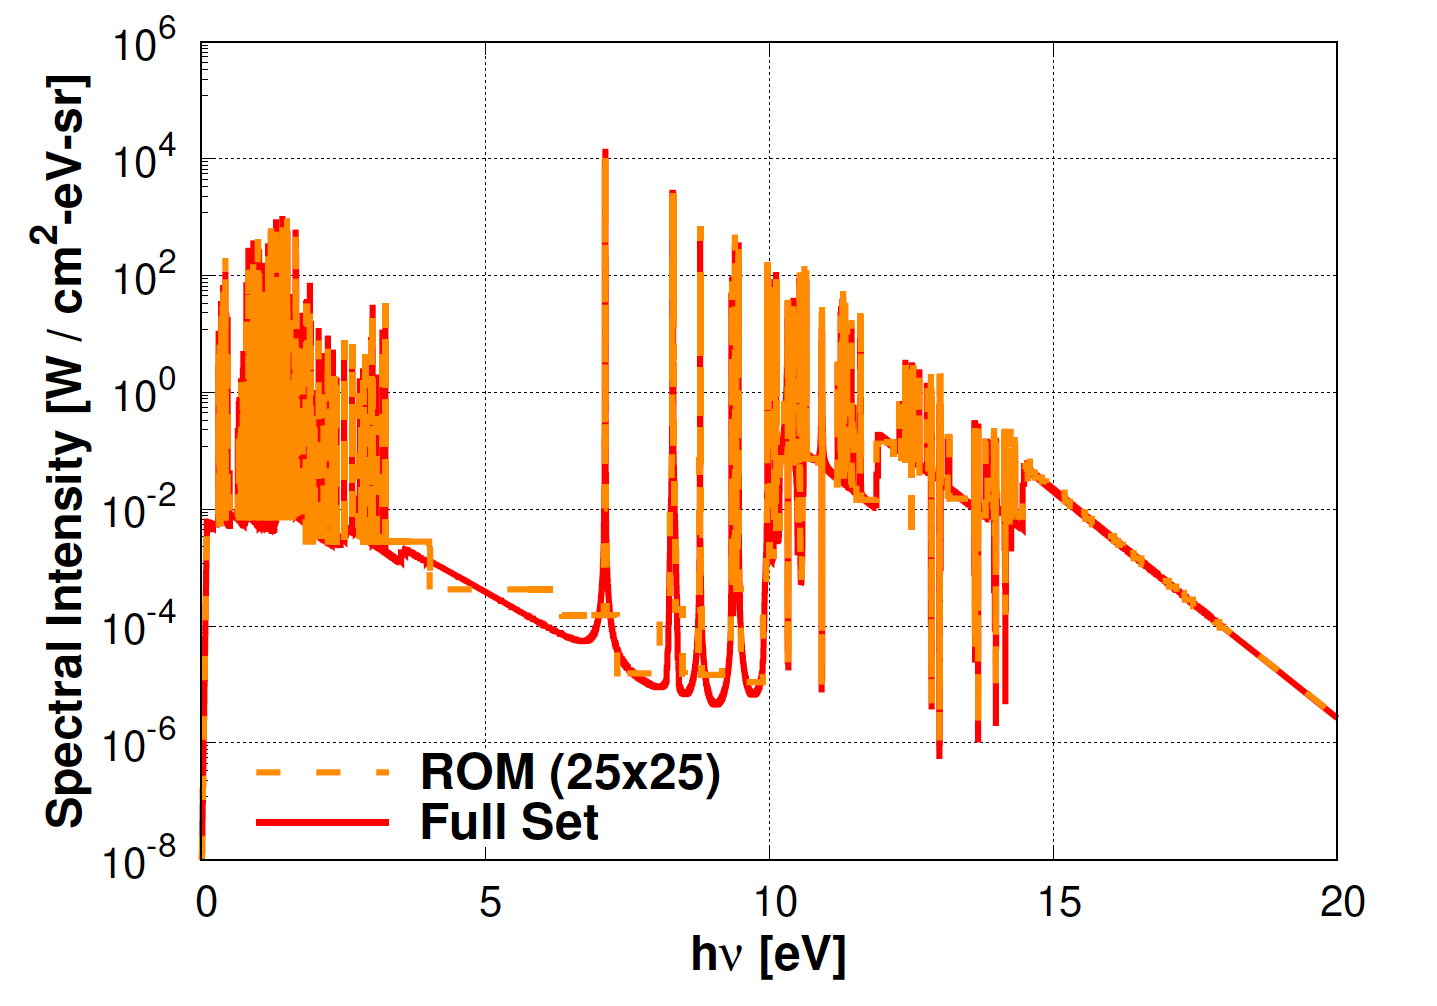 10^6
10^4
10^2
10^0
10^-2
10^-4
10^-6
10^-8
Spectral Intensity [W / cm^2-eV-sr]
ROM (25x25)
Full Set
0 5 10 15 20
hν [eV]